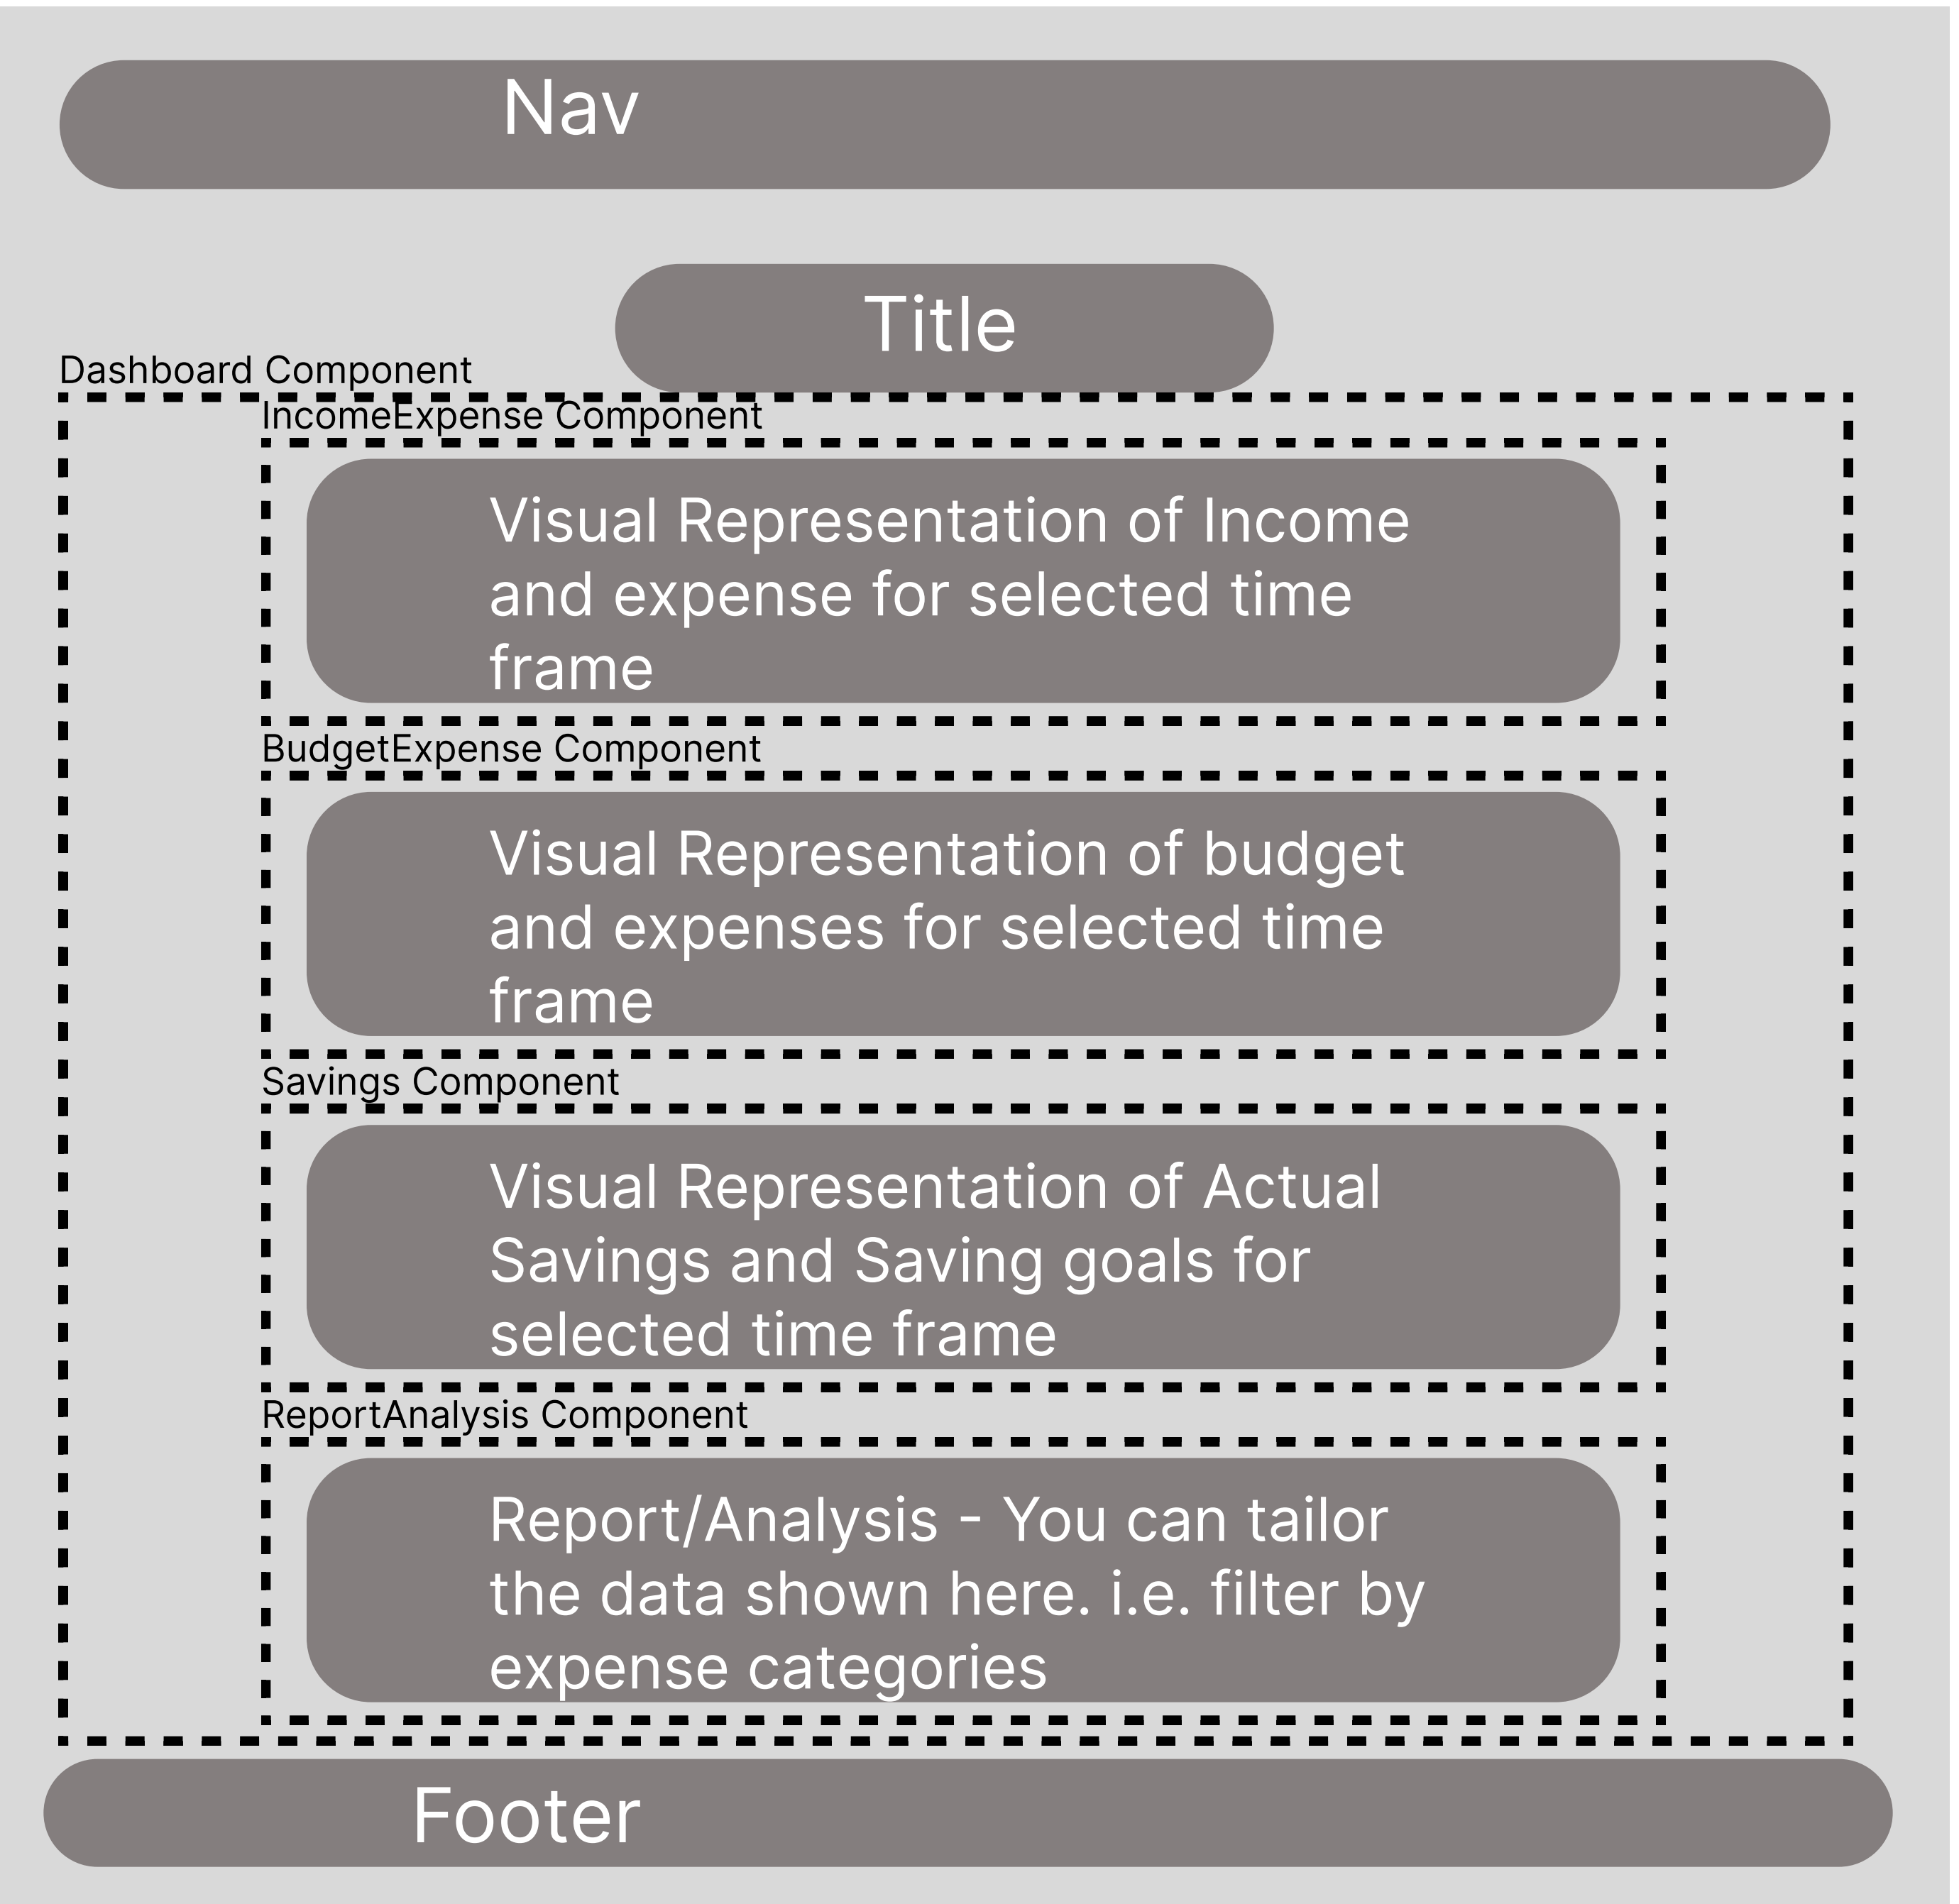 Nav
Title
Dashboard Component
IncomeExpense Component
Visual Representation of Income
and expense for selected time
frame
BudgetExpense Component
Visual Representation of budget
and expenses for selected time
frame
Savings Component
Visual Representation of Actual
Savings and Saving goals for
selected time frame
ReportAnalysis Component
Report/Analysis - You can tailor
the data shown here. i.e. filter by
expense categories
Footer